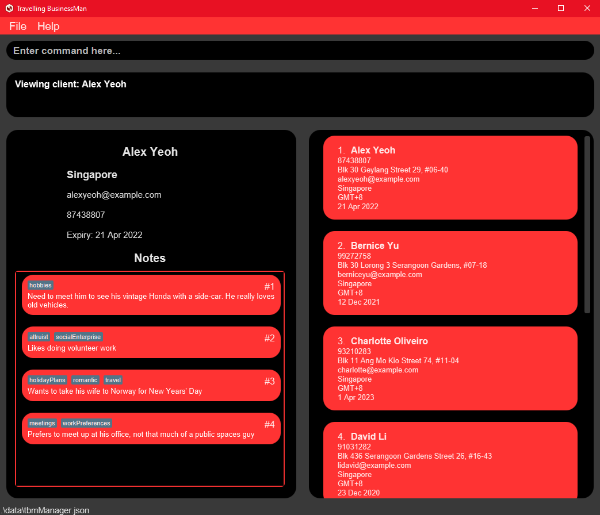 Travelling BusinessMan
File Help
Enter command here...
Viewing client: Alex Yeoh
Alex Yeoh
Singapore
alexyeoh@example.com
87438807
Expiry: 21 Apr 2022
Notes
hobbies #1
Need to meet him to see his vintage Honda with a side-car. He really loves
old vehicles.
altruist socialEnterprise #2
Likes doing volunteer work
holidayPlans romantic travel #3
Wants to take his wife to Norway for New Years' Day
meetings workPreferences #4
Prefers to meet up at his office, not that much of a public spaces guy
1. Alex Yeoh
87438807
Blk 30 Geylang Street 29, #06-40
alexyeoh@example.com
Singapore
GMT+8
21 Apr 2022
2. Bernice Yu
99272758
Blk 30 Lorong 3 Serangoon Gardens, #07-18
berniceyu@example.com
Singapore
GMT+8
12 Dec 2021
3. Charlotte Oliveiro
93210283
Blk 11 Ang Mo Kio Street 74, #11-04
charlotte@example.com
Singapore
GMT+8
1 Apr 2023
4. David Li
91031282
Blk 436 Serangoon Gardens Street 26, #16-43
lidavid@example.com
Singapore
GMT+8
23 Dec 2020
\data\tbmManager.json